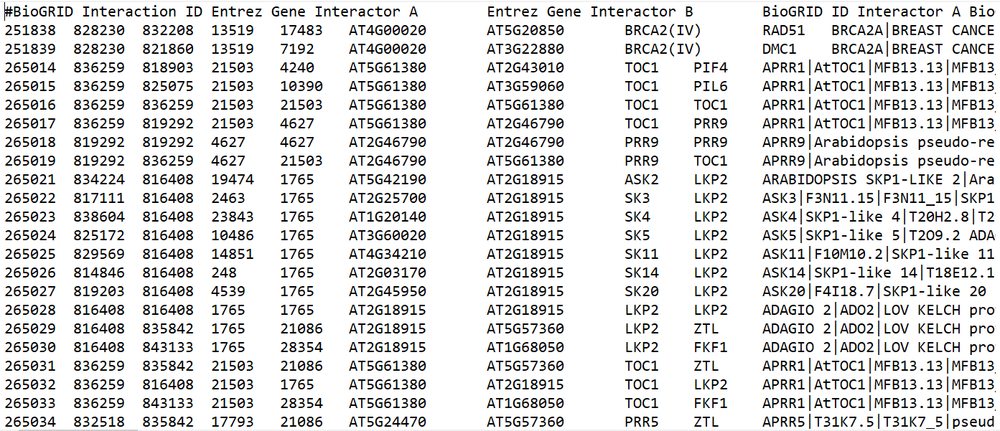 #BioGRID Interaction ID Entrez Gene Interactor A Entrez Gene Interactor B BioGRID ID Interactor A Bio
251838 828230 832208 13519 17483 AT4G00020 AT5G20850 BRCA2(IV) RAD51 BRCA2A|BREAST CANCE
251839 828230 821860 13519 7192 AT4G00020 AT3G22880 BRCA2(IV) DMC1 BRCA2A|BREAST CANCE
265014 836259 818903 21503 4240 AT5G61380 AT2G43010 TOC1 PIF4 APRR1|AtTOC1|MFB13.13|MFB13_
265015 836259 825075 21503 10390 AT5G61380 AT3G59060 TOC1 PIL6 APRR1|AtTOC1|MFB13.13|MFB13_
265016 836259 836259 21503 21503 AT5G61380 AT5G61380 TOC1 TOC1 APRR1|AtTOC1|MFB13.13|MFB13_
265017 836259 819292 21503 4627 AT5G61380 AT2G46790 TOC1 PRR9 APRR1|AtTOC1|MFB13.13|MFB13_
265018 819292 819292 4627 4627 AT2G46790 AT2G46790 PRR9 PRR9 APRR9|Arabidopsis pseudo-re
265019 819292 836259 4627 21503 AT2G46790 AT5G61380 PRR9 TOC1 APRR9|Arabidopsis pseudo-re
265021 834224 816408 19474 1765 AT5G42190 AT2G18915 ASK2 LKP2 ARABIDOPSIS SKP1-LIKE 2|Ara
265022 817111 816408 2463 1765 AT2G25700 AT2G18915 SK3 LKP2 ASK3|F3N11.15|F3N11_15|SKP1
265023 838604 816408 23843 1765 AT1G20140 AT2G18915 SK4 LKP2 ASK4|SKP1-like 4|T20H2.8|T2
265024 825172 816408 10486 1765 AT3G60020 AT2G18915 SK5 LKP2 ASK5|SKP1-like 5|T2O9.2 ADA
265025 829569 816408 14851 1765 AT4G34210 AT2G18915 SK11 LKP2 ASK11|F10M10.2|SKP1-like 11
265026 814846 816408 248 1765 AT2G03170 AT2G18915 SK14 LKP2 ASK14|SKP1-like 14|T18E12.1
265027 819203 816408 4539 1765 AT2G45950 AT2G18915 SK20 LKP2 ASK20|F4I18.7|SKP1-like 20
265028 816408 816408 1765 1765 AT2G18915 AT2G18915 LKP2 LKP2 ADAGIO 2|ADO2|LOV KELCH pro
265029 816408 835842 1765 21086 AT2G18915 AT5G57360 LKP2 ZTL ADAGIO 2|ADO2|LOV KELCH pro
265030 816408 843133 1765 28354 AT2G18915 AT1G68050 LKP2 FKF1 ADAGIO 2|ADO2|LOV KELCH pro
265031 836259 835842 21503 21086 AT5G61380 AT5G57360 TOC1 ZTL APRR1|AtTOC1|MFB13.13|MFB13_
265032 836259 816408 21503 1765 AT5G61380 AT2G18915 TOC1 LKP2 APRR1|AtTOC1|MFB13.13|MFB13_
265033 836259 843133 21503 28354 AT5G61380 AT1G68050 TOC1 FKF1 APRR1|AtTOC1|MFB13.13|MFB13_
265034 832518 835842 17793 21086 AT5G24470 AT5G57360 PRR5 ZTL APRR5|T31K7.5|T31K7_5|pseud